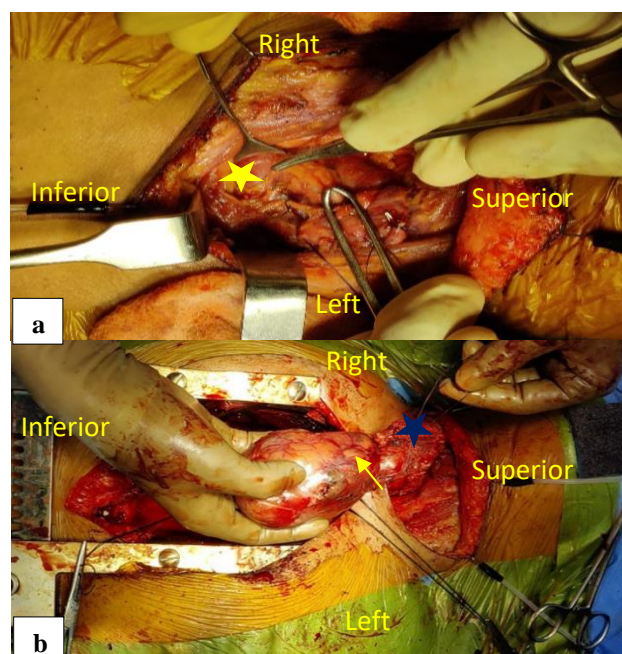 Right
Inferior
Superior
Left
a
Right
Inferior
Superior
Left
b